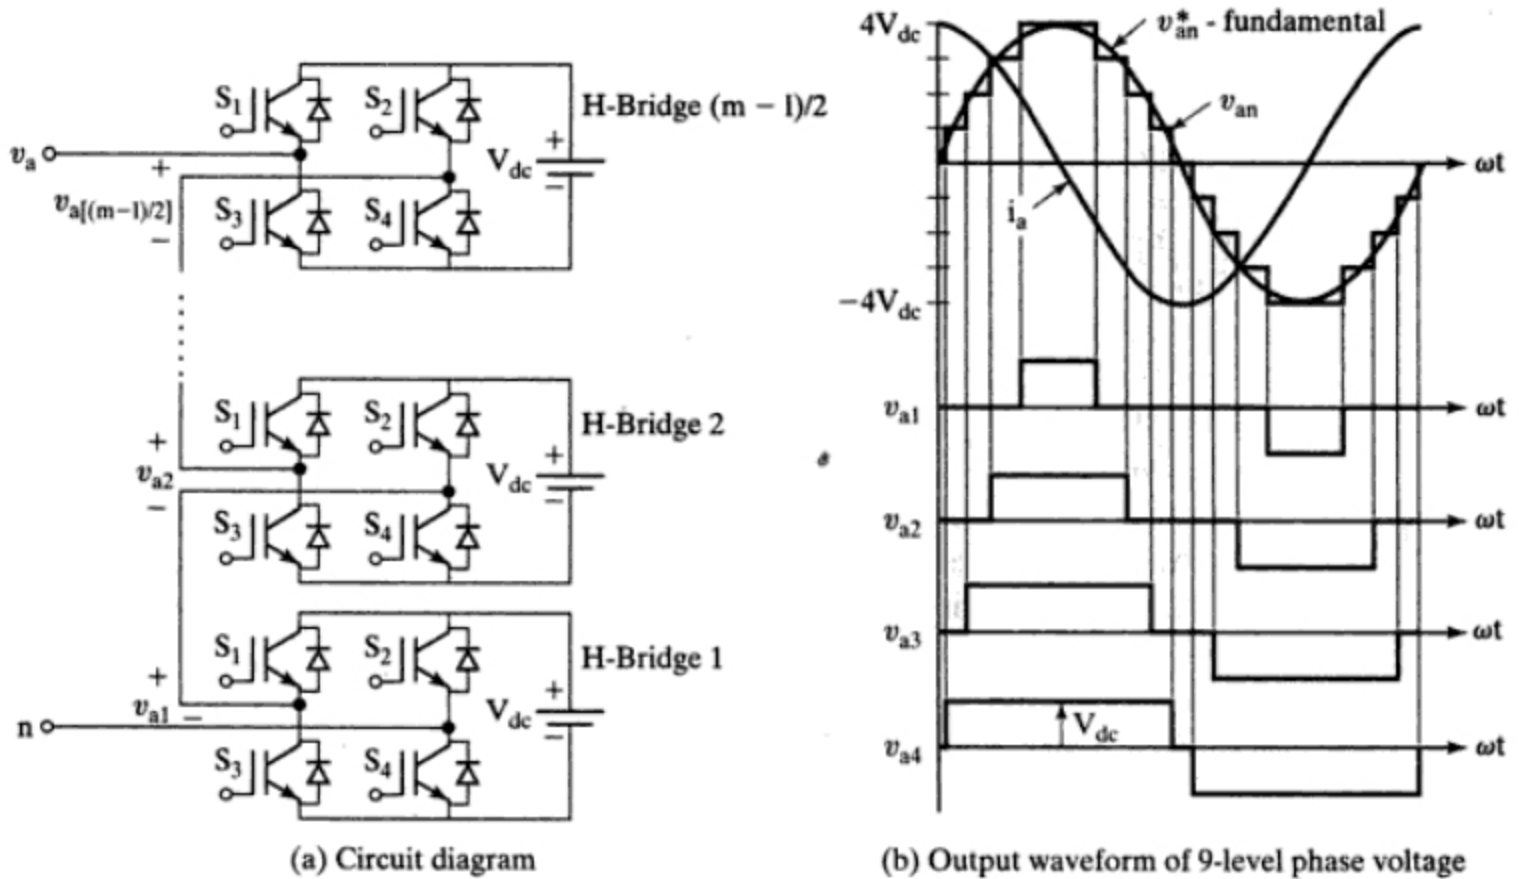 S1
S2
H-Bridge (m − 1)/2
va
+
Vdc
+
−
va[(m−1)/2]
−
S3
S4
S1
S2
H-Bridge 2
+
va2
−
Vdc
+
−
S3
S4
S1
S2
H-Bridge 1
+
va1
−
Vdc
+
−
n
S3
S4
(a) Circuit diagram
4Vdc
v*an - fundamental
van
ωt
ia
−4Vdc
va1
ωt
va2
ωt
va3
ωt
Vdc
va4
ωt
(b) Output waveform of 9-level phase voltage